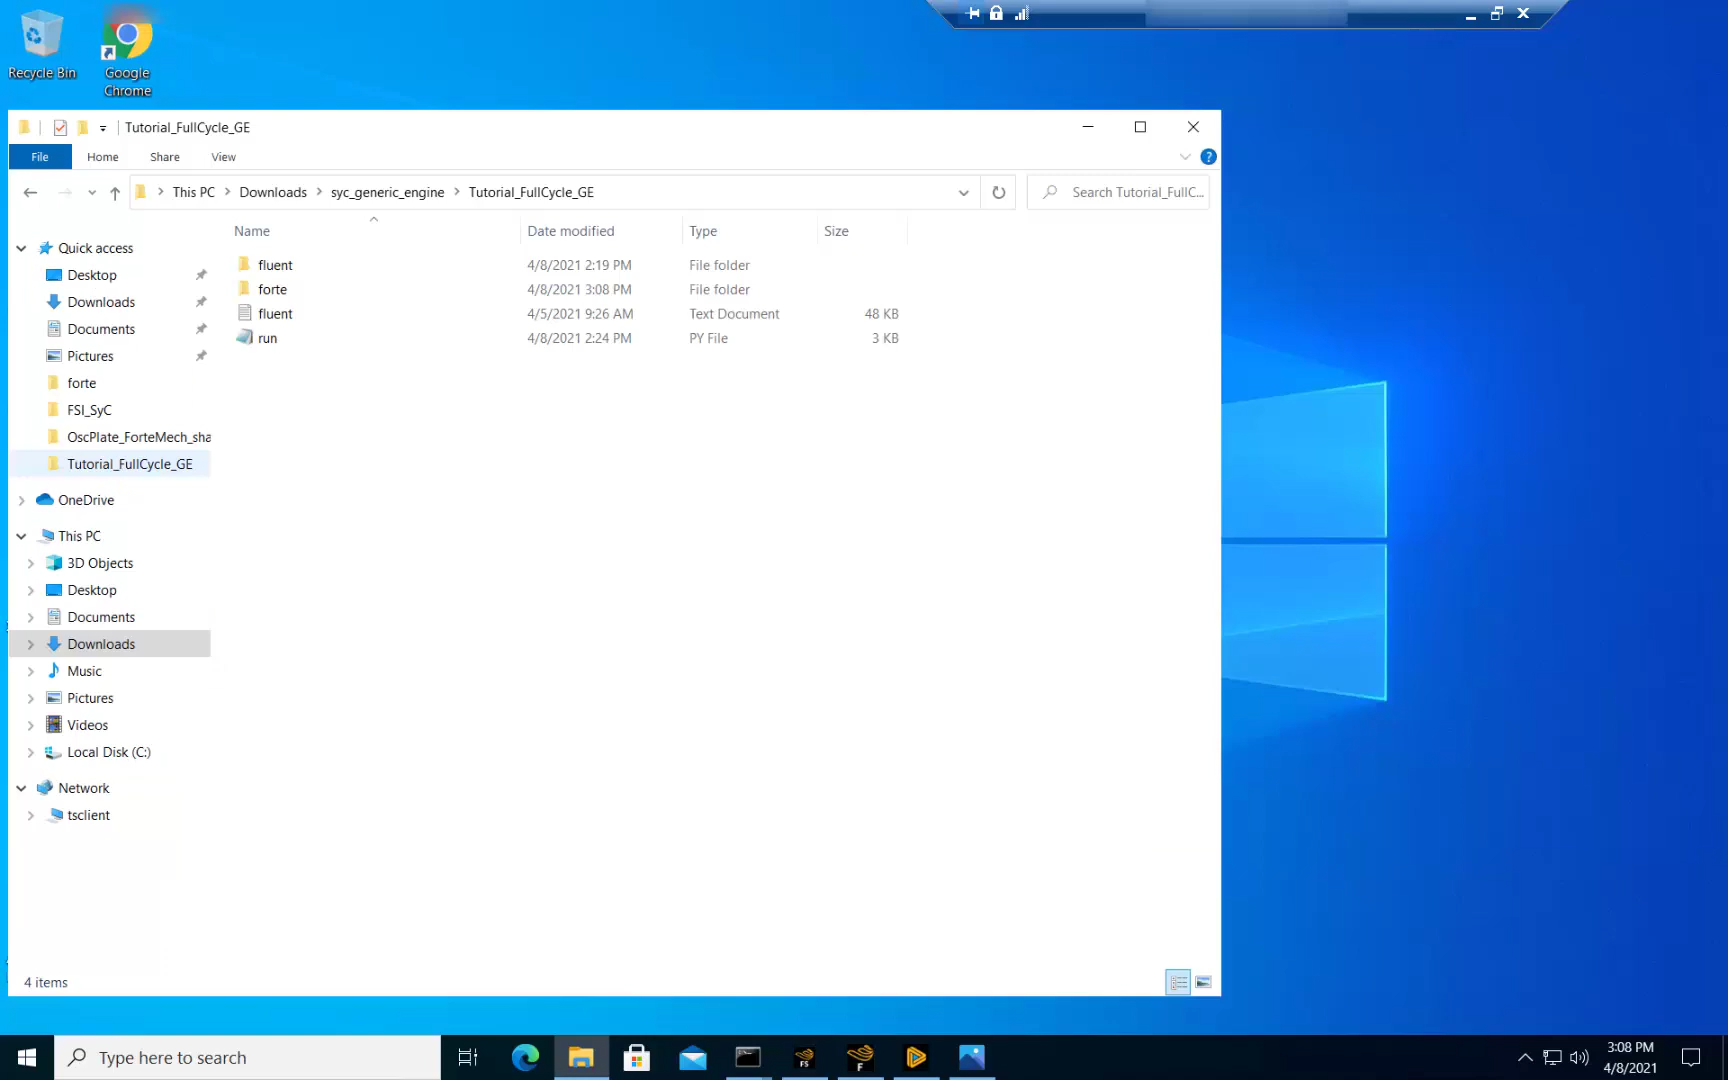 Recycle Bin
Google
Chrome
Tutorial_FullCycle_GE
File
Home
Share
View
This PC
Downloads
syc_generic_engine
Tutorial_FullCycle_GE
Search Tutorial_FullC...
Name
Date modified
Type
Size
fluent
4/8/2021 2:19 PM
File folder
forte
4/8/2021 3:08 PM
File folder
fluent
4/5/2021 9:26 AM
Text Document
48 KB
run
4/8/2021 2:24 PM
PY File
3 KB
Quick access
Desktop
Downloads
Documents
Pictures
forte
FSI_SyC
OscPlate_ForteMech_sha
Tutorial_FullCycle_GE
OneDrive
This PC
3D Objects
Desktop
Documents
Downloads
Music
Pictures
Videos
Local Disk (C:)
Network
tsclient
4 items
Type here to search
FS
F
3:08 PM
4/8/2021